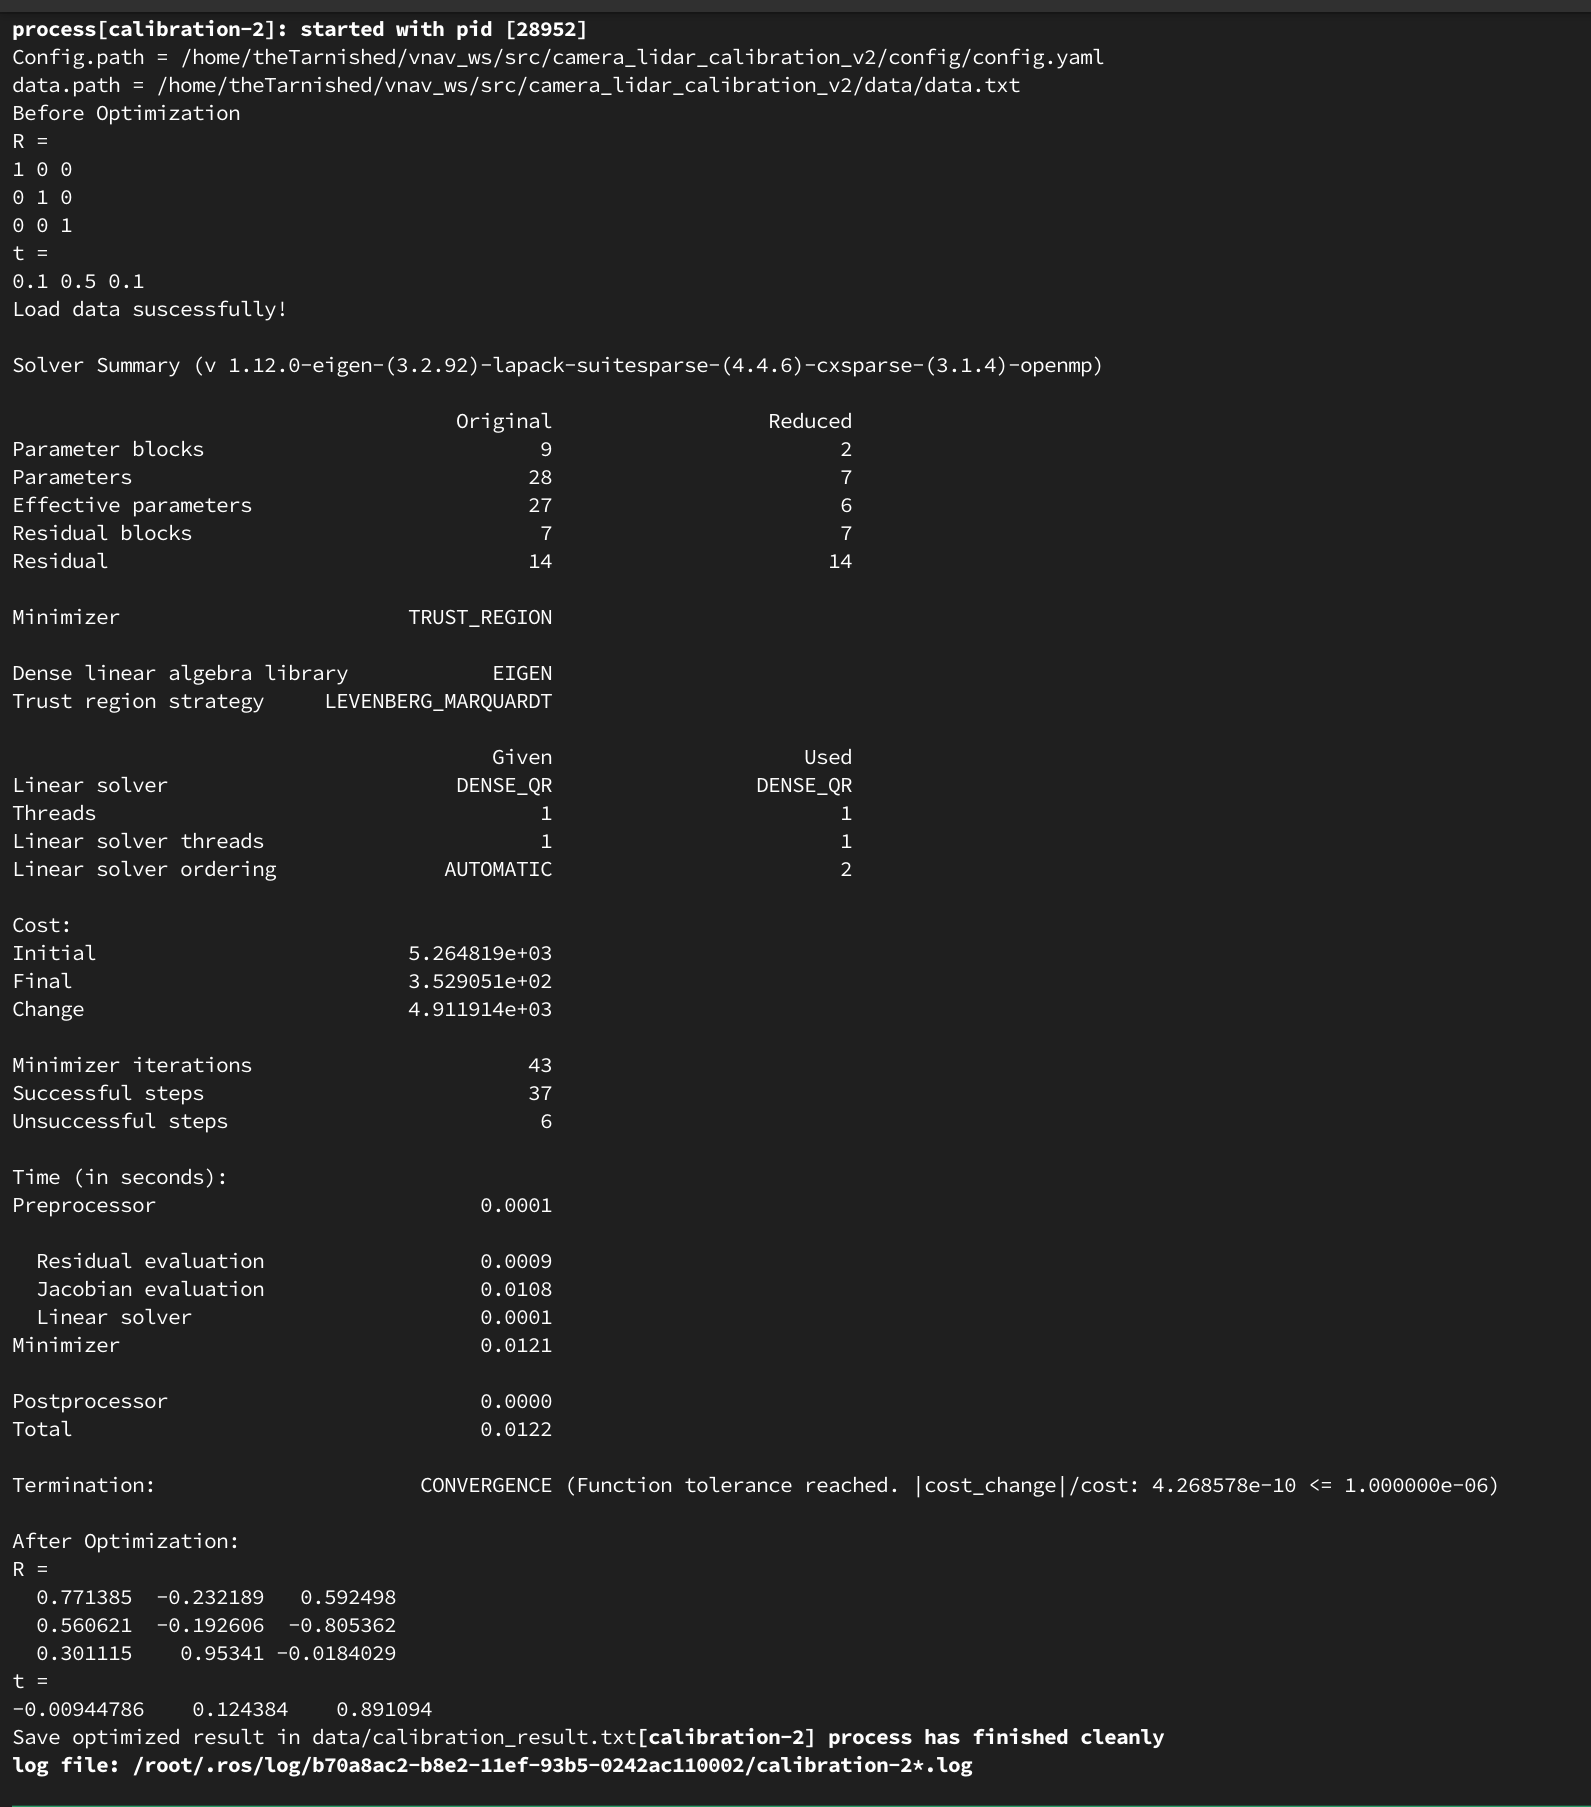 process[calibration-2]: started with pid [28952]
Config.path = /home/theTarnished/vnav_ws/src/camera_lidar_calibration_v2/config/config.yaml
data.path = /home/theTarnished/vnav_ws/src/camera_lidar_calibration_v2/data/data.txt
Before Optimization
R =
1 0 0
0 1 0
0 0 1
t =
0.1 0.5 0.1
Load data suscessfully!
Solver Summary (v 1.12.0-eigen-(3.2.92)-lapack-suitesparse-(4.4.6)-cxsparse-(3.1.4)-openmp)
Original Reduced
Parameter blocks 9 2
Parameters 28 7
Effective parameters 27 6
Residual blocks 7 7
Residual 14 14
Minimizer TRUST_REGION
Dense linear algebra library EIGEN
Trust region strategy LEVENBERG_MARQUARDT
Given Used
Linear solver DENSE_QR DENSE_QR
Threads 1 1
Linear solver threads 1 1
Linear solver ordering AUTOMATIC 2
Cost:
Initial 5.264819e+03
Final 3.529051e+02
Change 4.911914e+03
Minimizer iterations 43
Successful steps 37
Unsuccessful steps 6
Time (in seconds):
Preprocessor 0.0001
Residual evaluation 0.0009
Jacobian evaluation 0.0108
Linear solver 0.0001
Minimizer 0.0121
Postprocessor 0.0000
Total 0.0122
Termination: CONVERGENCE (Function tolerance reached. |cost_change|/cost: 4.268578e-10 <= 1.000000e-06)
After Optimization:
R =
0.771385 -0.232189 0.592498
0.560621 -0.192606 -0.805362
0.301115 0.95341 -0.0184029
t =
-0.00944786 0.124384 0.891094
Save optimized result in data/calibration_result.txt[calibration-2] process has finished cleanly
log file: /root/.ros/log/b70a8ac2-b8e2-11ef-93b5-0242ac110002/calibration-2*.log